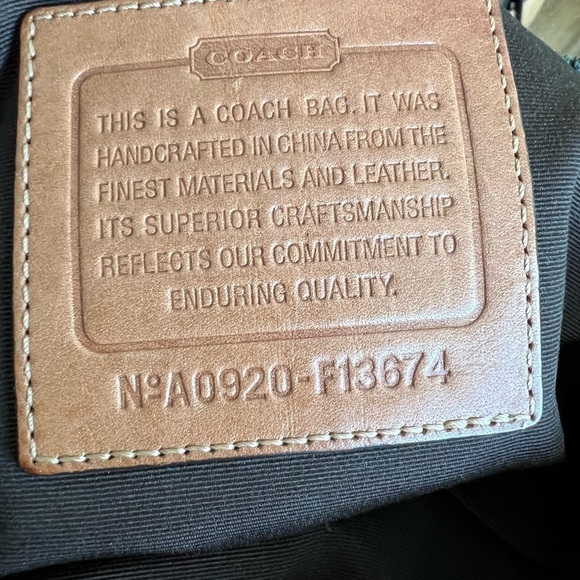 COACH
THIS IS A COACH BAG. IT WAS
HANDCRAFTED IN CHINA FROM THE
FINEST MATERIALS AND LEATHER.
ITS SUPERIOR CRAFTSMANSHIP
REFLECTS OUR COMMITMENT TO
ENDURING QUALITY.
NºA0920-F13674